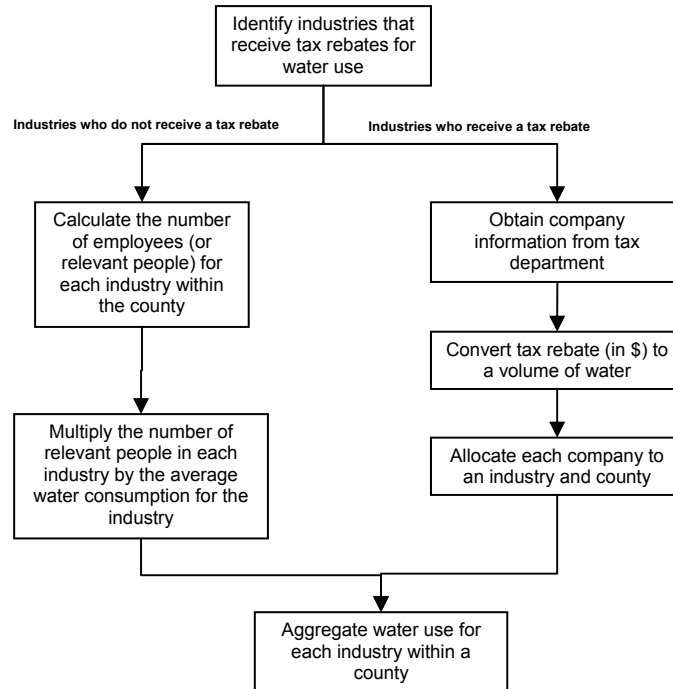 Identify industries that
receive tax rebates for
water use
Industries who do not receive a tax rebate
Industries who receive a tax rebate
Calculate the number
of employees (or
relevant people) for
each industry within
the county
Multiply the number of
relevant people in each
industry by the average
water consumption for the
industry
Obtain company
information from tax
department
Convert tax rebate (in $) to
a volume of water
Allocate each company to
an industry and county
Aggregate water use for
each industry within a
county